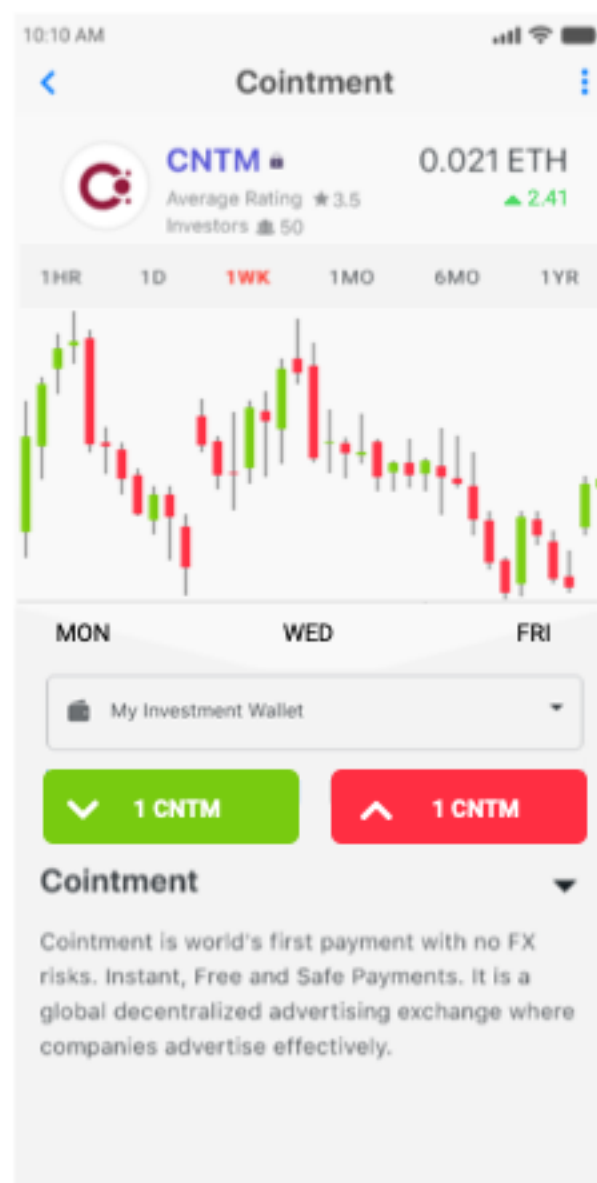 10:10 AM
Cointment
CNTM
0.021 ETH
Average Rating ★3.5
2.41
Investors 50
1HR 1D 1WK 1MO 6MO 1YR
MON WED FRI
My Investment Wallet
1 CNTM 1 CNTM
Cointment
Cointment is world's first payment with no FX
risks. Instant, Free and Safe Payments. It is a
global decentralized advertising exchange where
companies advertise effectively.